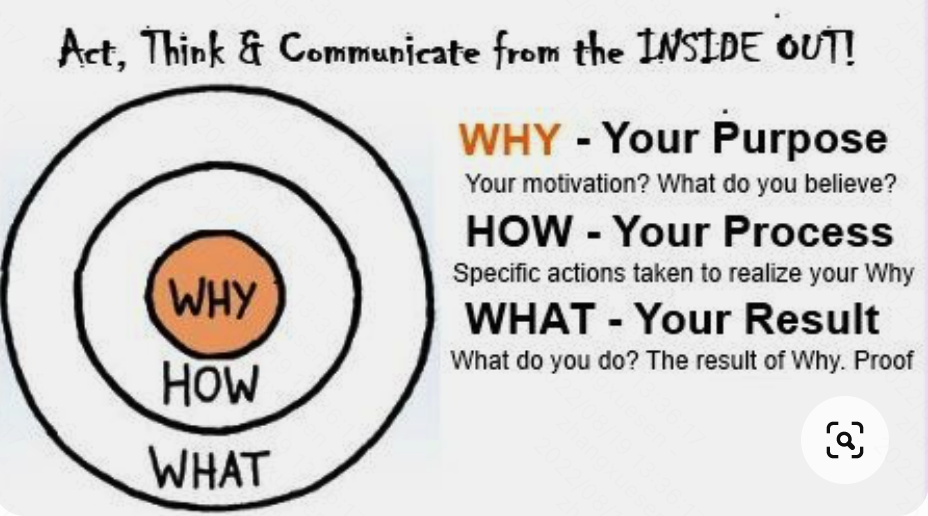 Act, Think & Communicate from the INSIDE OUT!
WHY - Your Purpose
Your motivation? What do you believe?
HOW - Your Process
Specific actions taken to realize your Why
WHAT - Your Result
What do you do? The result of Why. Proof
WHY
HOW
WHAT